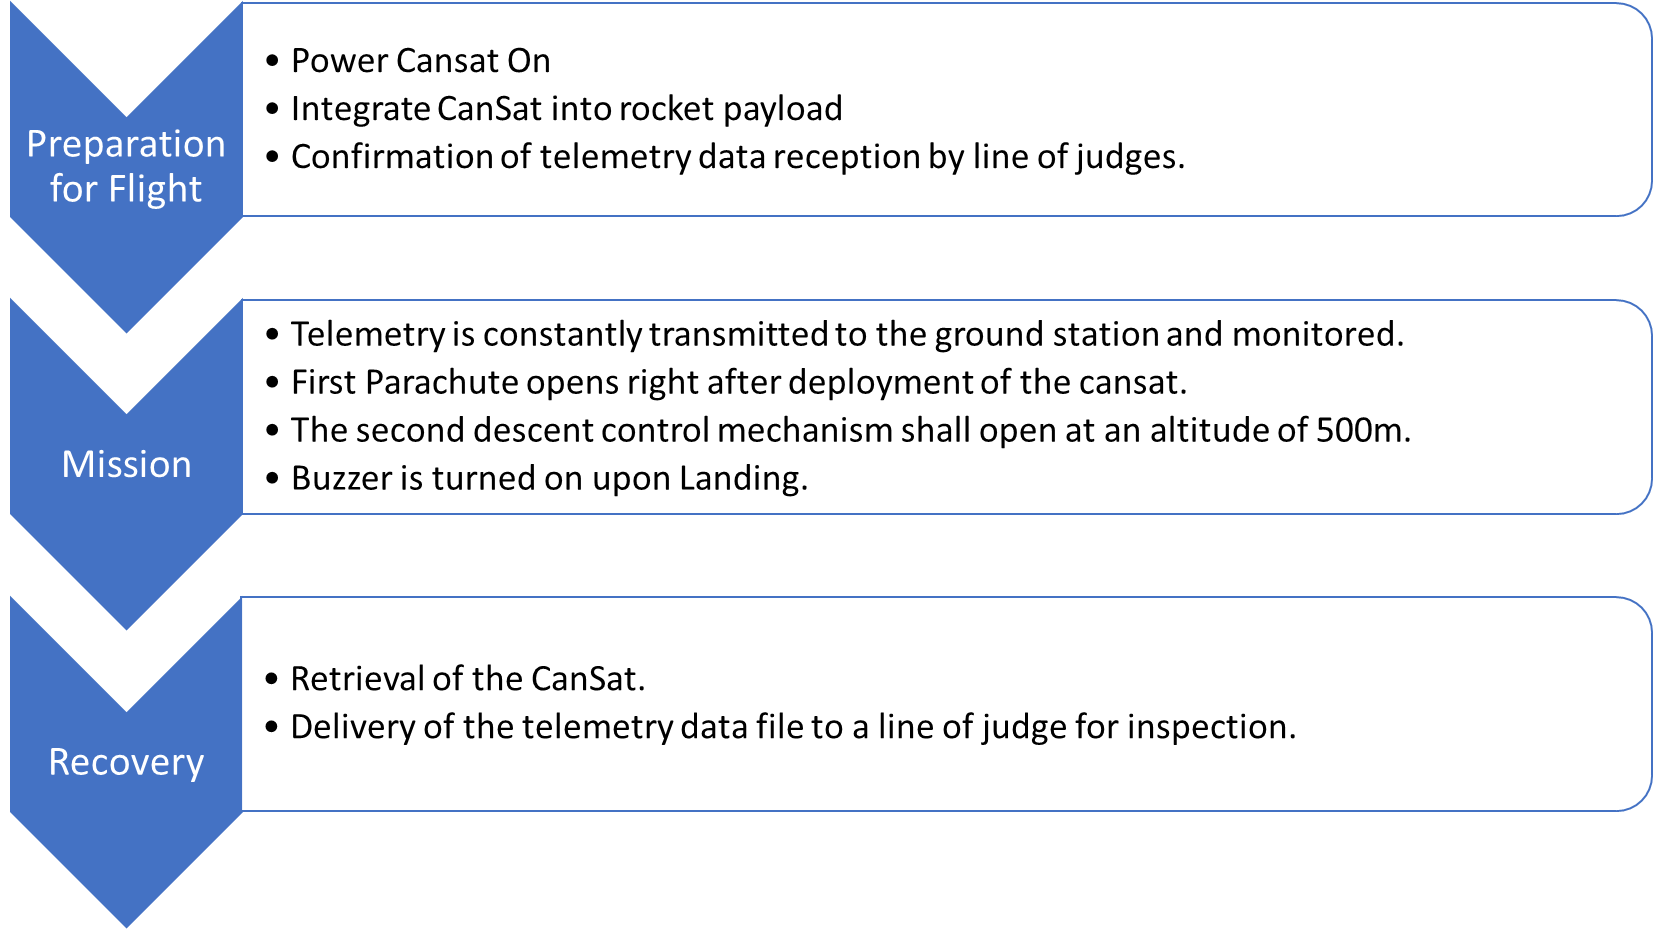 Preparation
for Flight
• Power Cansat On
• Integrate CanSat into rocket payload
• Confirmation of telemetry data reception by line of judges.
Mission
• Telemetry is constantly transmitted to the ground station and monitored.
• First Parachute opens right after deployment of the cansat.
• The second descent control mechanism shall open at an altitude of 500m.
• Buzzer is turned on upon Landing.
Recovery
• Retrieval of the CanSat.
• Delivery of the telemetry data file to a line of judge for inspection.